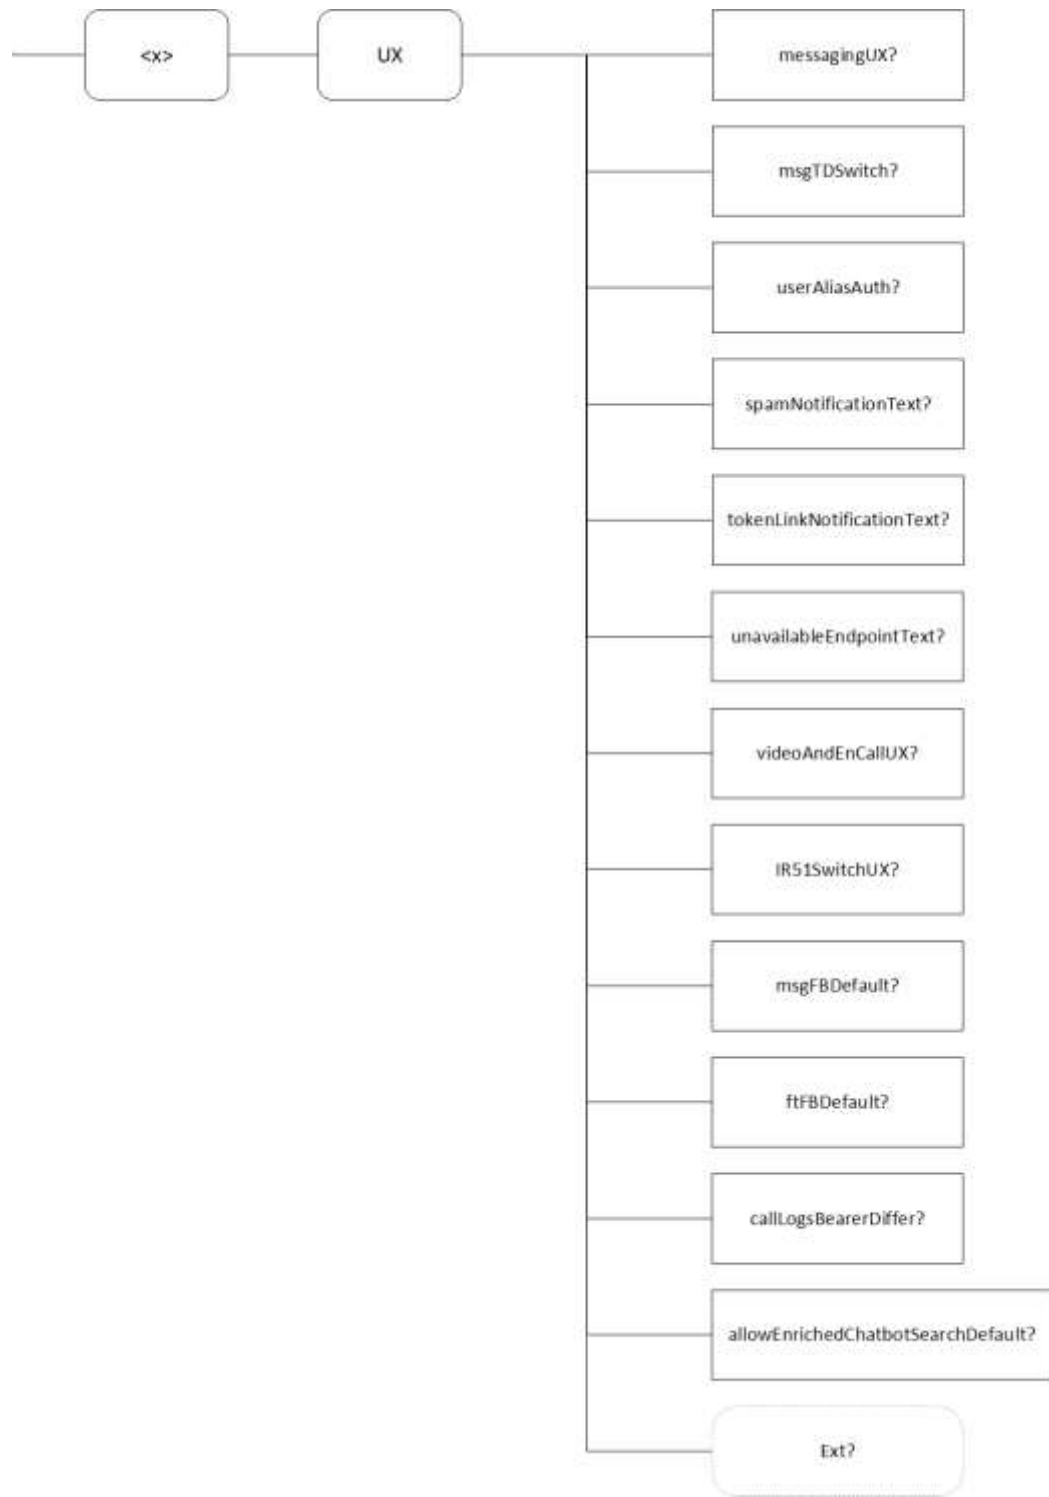 <x>
UX
messagingUX?
msgTDSwitch?
userAliasAuth?
spamNotificationText?
tokenLinkNotificationText?
unavailableEndpointText?
videoAndEnCallUX?
IR51SwitchUX?
msgFBDefault?
ftFBDefault?
callLogsBearerDiffer?
allowEnrichedChatbotSearchDefault?
Ext?